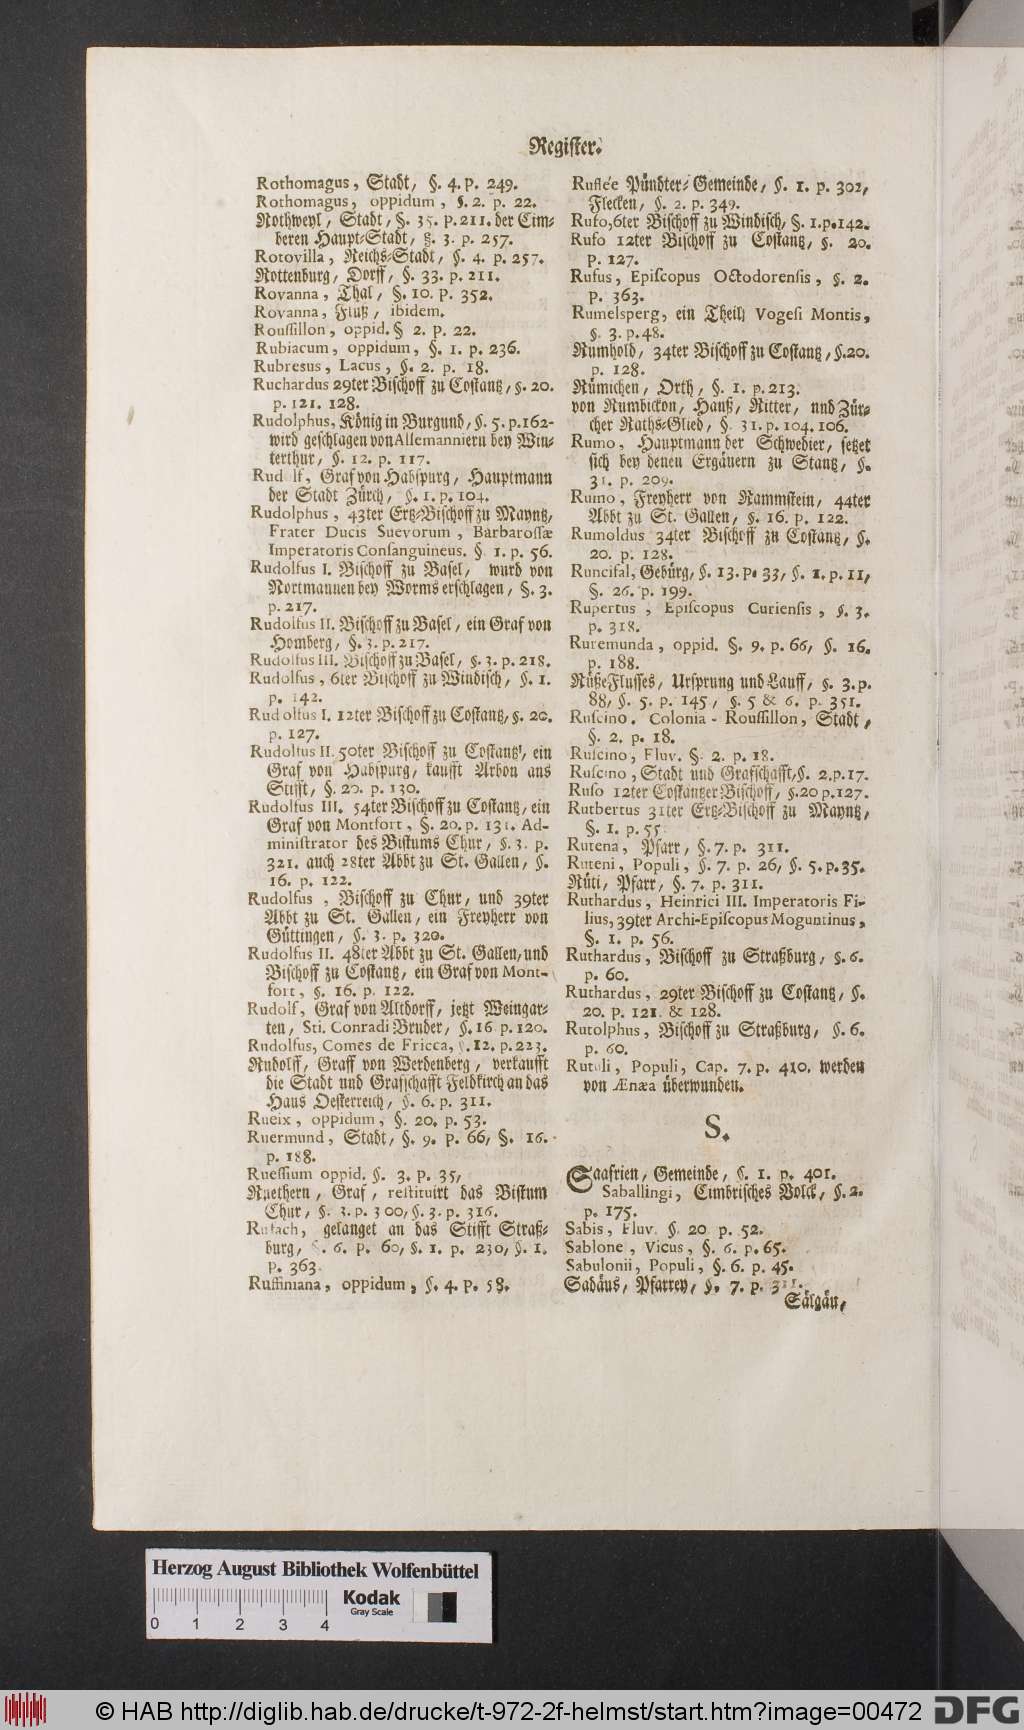 Register.
Rothomagus, Stadt, §. 4. p. 249.
Rothomagus, oppidum, §. 2. p. 22.
Rothweyl, Stadt, §. 35. p. 211. der Cim-
beren Haupt-Stadt, §. 3. p. 257.
Rotovilla, Reichs-Stadt, §. 4. p. 257.
Rottenburg, Dorff, §. 33. p. 211.
Rovanna, Thal, §. 10. p. 352.
Rovanna, Fluß, ibidem.
Roussillon, oppid. § 2. p. 22.
Rubiacum, oppidum, §. 1. p. 236.
Rubresus, Lacus, §. 2. p. 18.
Ruchardus 29ter Bischoff zu Costantz, §. 20.
p. 121. 128.
Rudolphus, König in Burgund, §. 5. p. 162-
wird geschlagen von Allemanniern bey Win-
terthur, §. 12. p. 117.
Rudolf, Graf von Habspurg, Hauptmann
der Stadt Zürch, §. 1. p. 104.
Rudolphus, 43ter Ertz-Bischoff zu Mayntz,
Frater Ducis Suevorum, Barbarossæ
Imperatoris Consanguineus. § 1. p. 56.
Rudolfus I. Bischoff zu Basel, wurd von
Nortmannen bey Worms erschlagen, §. 3.
p. 217.
Rudolfus II. Bischoff zu Basel, ein Graf von
Homberg, §. 3. p. 217.
Rudolfus III. Bischoff zu Basel, §. 3. p. 218.
Rudolfus, 6ter Bischoff zu Windisch, §. 1.
p. 142.
Rudolfus I. 12ter Bischoff zu Costantz, §. 20.
p. 127.
Rudolfus II. 50ter Bischoff zu Costantz, ein
Graf von Habspurg, kaufft Arbon ans
Stifft, §. 20. p. 130.
Rudolfus III. 54ter Bischoff zu Costantz, ein
Graf von Montfort, §. 20. p. 131. Ad-
ministrator des Bistums Chur, §. 3. p.
321. auch 28ter Abbt zu St. Gallen, §.
16. p. 122.
Rudolfus, Bischoff zu Chur, und 39ter
Abbt zu St. Gallen, ein Freyherr von
Güttingen, §. 3. p. 320.
Rudolfus II. 48ter Abbt zu St. Gallen, und
Bischoff zu Costantz, ein Graf von Mont-
fort, §. 16. p. 122.
Rudolf, Graf von Altdorff, jetzt Weingar-
ten, Sti. Conradi Bruder, §. 16 p. 120.
Rudolfus, Comes de Fricca, §. 12. p. 223.
Rudolff, Graff von Werdenberg, verkaufft
die Stadt und Grafschafft Feldkirch an das
Haus Oesterreich, §. 6. p. 311.
Rueix, oppidum, §. 20. p. 53.
Ruermund, Stadt, §. 9. p. 66, §. 16.
p. 188.
Ruessium oppid. §. 3. p. 35,
Ruethern, Graf, restituirt das Bistum
Chur, §. 3. p. 300, §. 3. p. 316.
Rufach, gelanget an das Stifft Straß-
burg, §. 6. p. 60, §. 1. p. 230, §. 1.
p. 363.
Ruffiniana, oppidum, §. 4. p. 58.
Ruflée Pündter-Gemeinde, §. 1. p. 302,
Flecken, §. 2. p. 349.
Rufo, 6ter Bischoff zu Windisch, §. 1. p. 142.
Rufo 12ter Bischoff zu Costantz, §. 20.
p. 127.
Rufus, Episcopus Octodorensis, §. 2.
p. 363.
Rumelsperg, ein Theil Vogesi Montis,
§. 3. p. 48.
Rumhold, 34ter Bischoff zu Costantz, §. 20.
p. 128.
Rümichen, Orth, §. 1. p. 213.
von Rumbickon, Hanß, Ritter, und Zür-
cher Raths-Glied, §. 31. p. 104. 106.
Rumo, Hauptmann der Schwedier, setzet
sich bey denen Ergäuern zu Stantz, §.
31. p. 209.
Rumo, Freyherr von Rammstein, 44ter
Abbt zu St. Gallen, §. 16. p. 122.
Rumoldus 34ter Bischoff zu Costantz, §.
20. p. 128.
Runcifal, Gebürg, §. 13. p. 33, §. 1. p. 11,
§. 26. p. 199.
Rupertus, Episcopus Curiensis, §. 3.
p. 318.
Ruremunda, oppid. §. 9. p. 66, §. 16.
p. 188.
Rüße-Flusses, Ursprung und Lauff, §. 3. p.
88, §. 5. p. 145, §. 5 & 6. p. 351.
Ruscino. Colonia - Roussillon, Stadt,
§. 2. p. 18.
Ruscino, Fluv. §. 2. p. 18.
Ruscino, Stadt und Grafschafft, §. 2. p. 17.
Ruso 12ter Costantzer Bischoff, §. 20 p. 127.
Rutbertus 31ter Ertz-Bischoff zu Mayntz,
§. 1. p. 55
Rutena, Pfarr, §. 7. p. 311.
Ruteni, Populi, §. 7. p. 26, §. 5. p. 35.
Rüti, Pfarr, §. 7. p. 311.
Ruthardus, Heinrici III. Imperatoris Fi-
lius, 39ter Archi-Episcopus Moguntinus,
§. 1. p. 56.
Ruthardus, Bischoff zu Straßburg, §. 6.
p. 60.
Ruthardus, 29ter Bischoff zu Costantz, §.
20. p. 121. & 128.
Rutolphus, Bischoff zu Straßburg, §. 6.
p. 60.
Rutuli, Populi, Cap. 7. p. 410. werden
von Ænæa überwunden.
S.
Saafrien, Gemeinde, §. 1. p. 401.
Saballingi, Cimbrisches Volck, §. 2.
p. 175.
Sabis, Fluv. §. 20 p. 52.
Sablone, Vicus, §. 6. p. 65.
Sabulonii, Populi, §. 6. p. 45.
Sadäus, Pfarrey, §. 7. p. 311.
Sälgäu,
Herzog August Bibliothek Wolfenbüttel
Kodak
Gray Scale
0 1 2 3 4
© HAB http://diglib.hab.de/drucke/t-972-2f-helmst/start.htm?image=00472
DFG